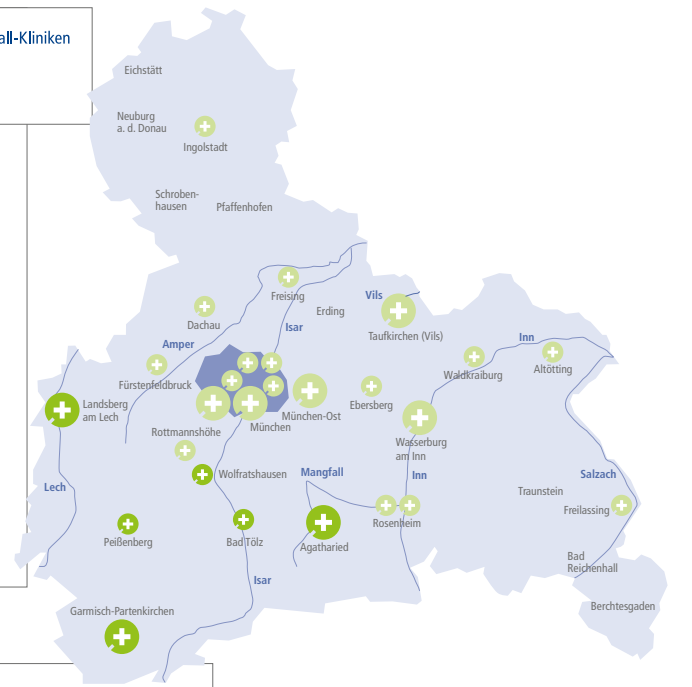 all-Kliniken
Eichstätt
Neuburg
a. d. Donau
Ingolstadt
Schroben-
hausen
Pfaffenhofen
Freising
Erding
Vils
Taufkirchen (Vils)
Dachau
Isar
Amper
Inn
Altötting
Waldkraiburg
Fürstenfeldbruck
Landsberg
am Lech
München-Ost
Ebersberg
München
Rottmannshöhe
Wasserburg
am Inn
Wolfratshausen
Mangfall
Inn
Salzach
Lech
Traunstein
Freilassing
Rosenheim
Peißenberg
Bad Tölz
Agatharied
Bad
Reichenhall
Isar
Berchtesgaden
Garmisch-Partenkirchen